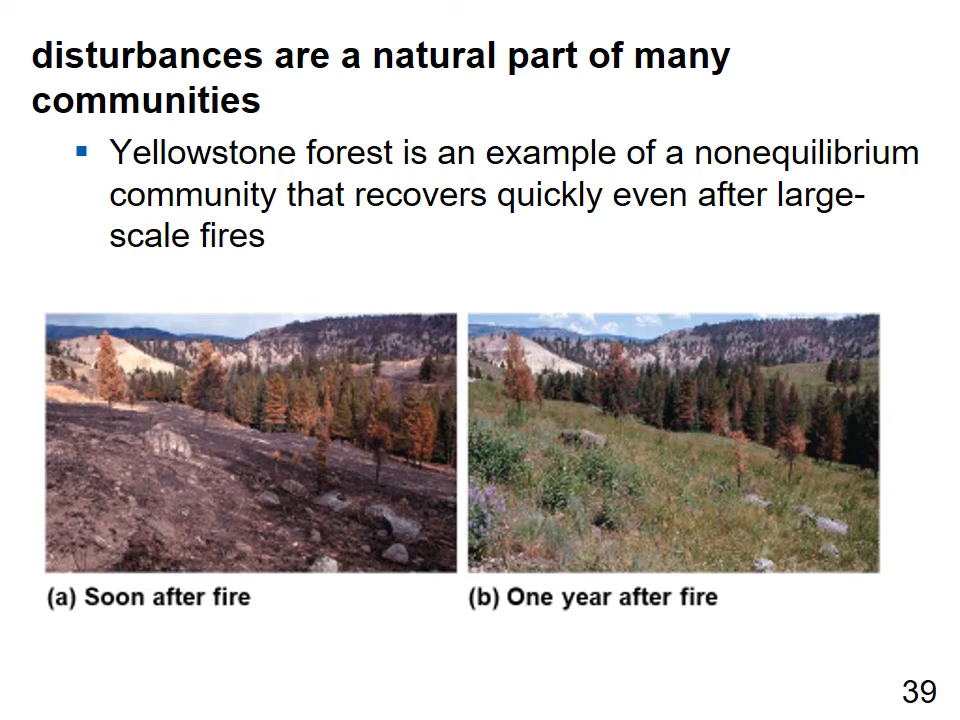 disturbances are a natural part of many
communities
▪ Yellowstone forest is an example of a nonequilibrium
community that recovers quickly even after large-
scale fires
(a) Soon after fire
(b) One year after fire
39